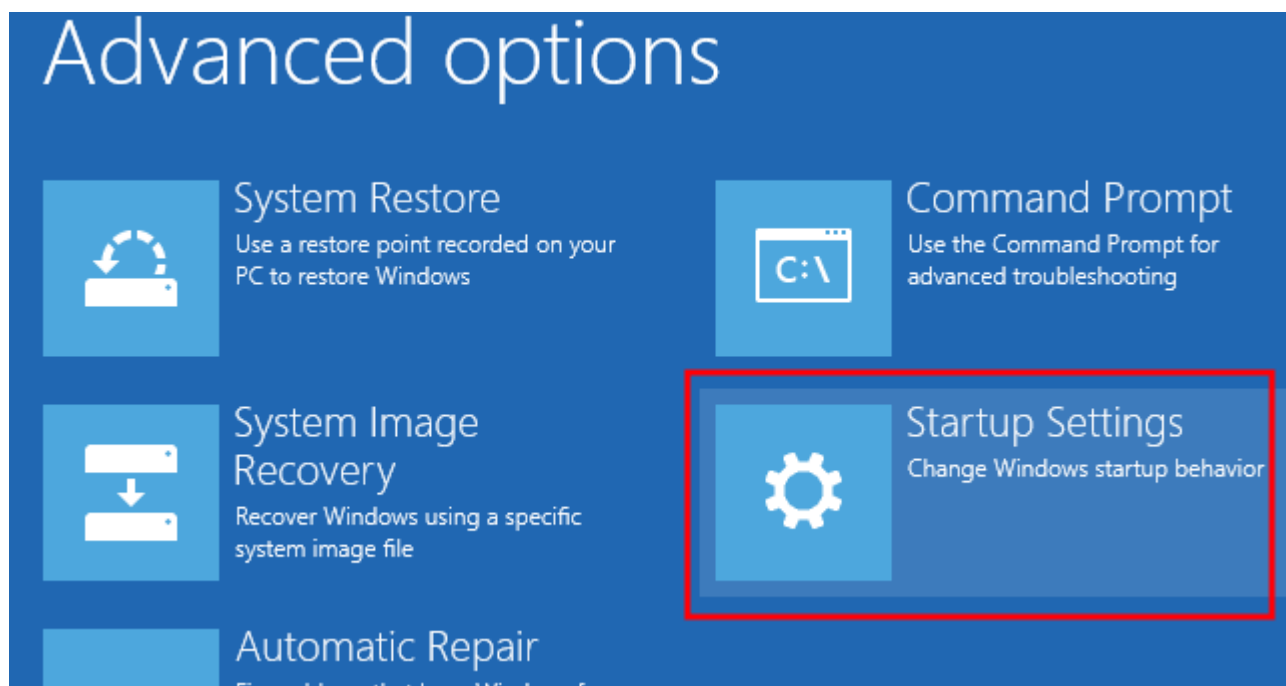 Advanced options
System Restore
Use a restore point recorded on your
PC to restore Windows
Command Prompt
Use the Command Prompt for
advanced troubleshooting
C:\
System Image
Recovery
Recover Windows using a specific
system image file
Startup Settings
Change Windows startup behavior
Automatic Repair